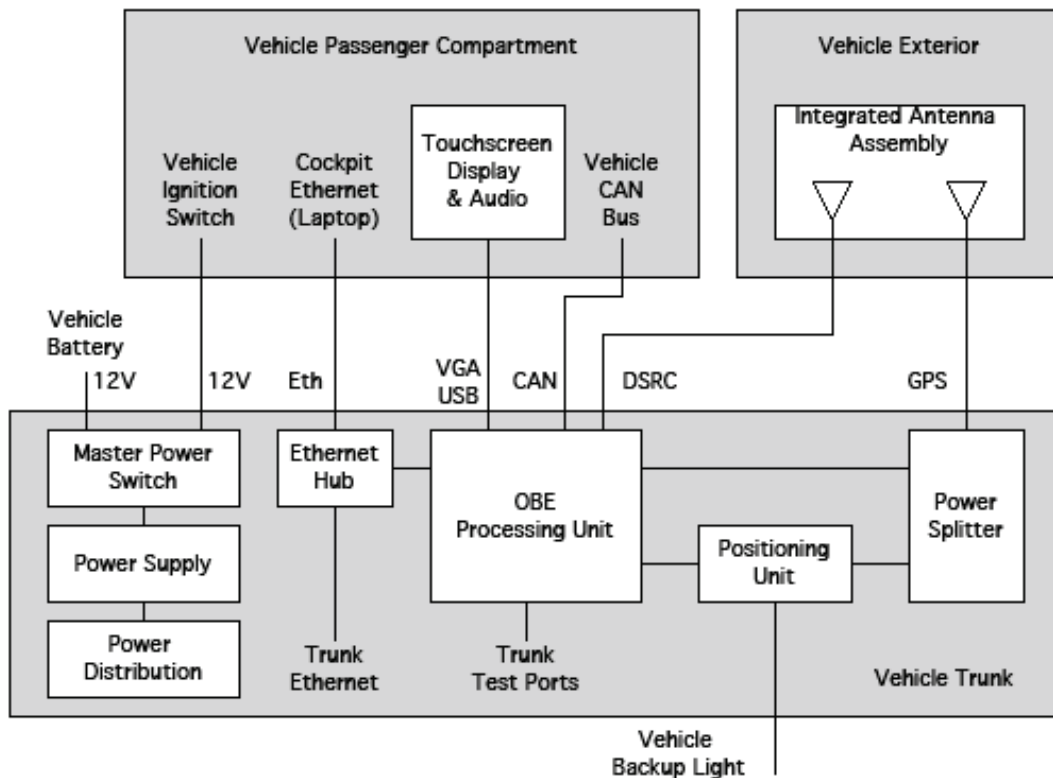 Vehicle Passenger Compartment
Vehicle Exterior
Vehicle
Ignition
Switch
Cockpit
Ethernet
(Laptop)
Touchscreen
Display
& Audio
Vehicle
CAN
Bus
Integrated Antenna
Assembly
Vehicle
Battery
12V
12V
Eth
VGA
USB
CAN
DSRC
GPS
Master Power
Switch
Ethernet
Hub
OBE
Processing Unit
Power
Splitter
Power Supply
Positioning
Unit
Power
Distribution
Trunk
Ethernet
Trunk
Test Ports
Vehicle Trunk
Vehicle
Backup Light